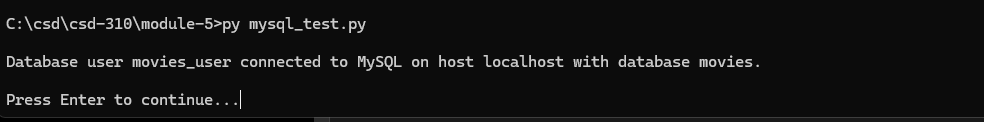 C:\csd\csd-310\module-5>py mysql_test.py
Database user movies_user connected to MySQL on host localhost with database movies.
Press Enter to continue...